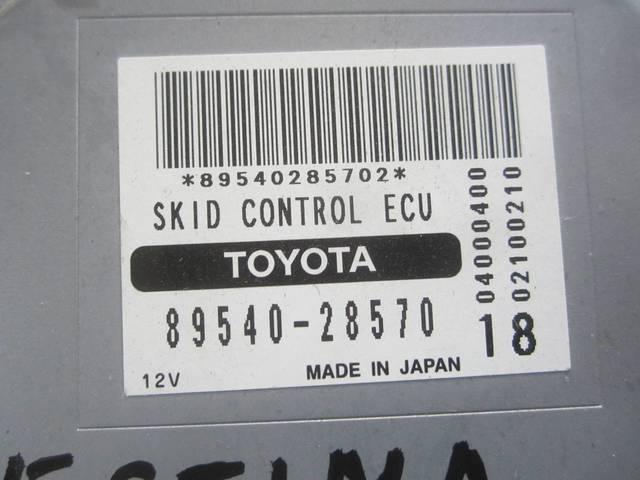 *89540285702*
SKID CONTROL ECU
TOYOTA
89540-28570
12V
MADE IN JAPAN
18
04000400
02100210